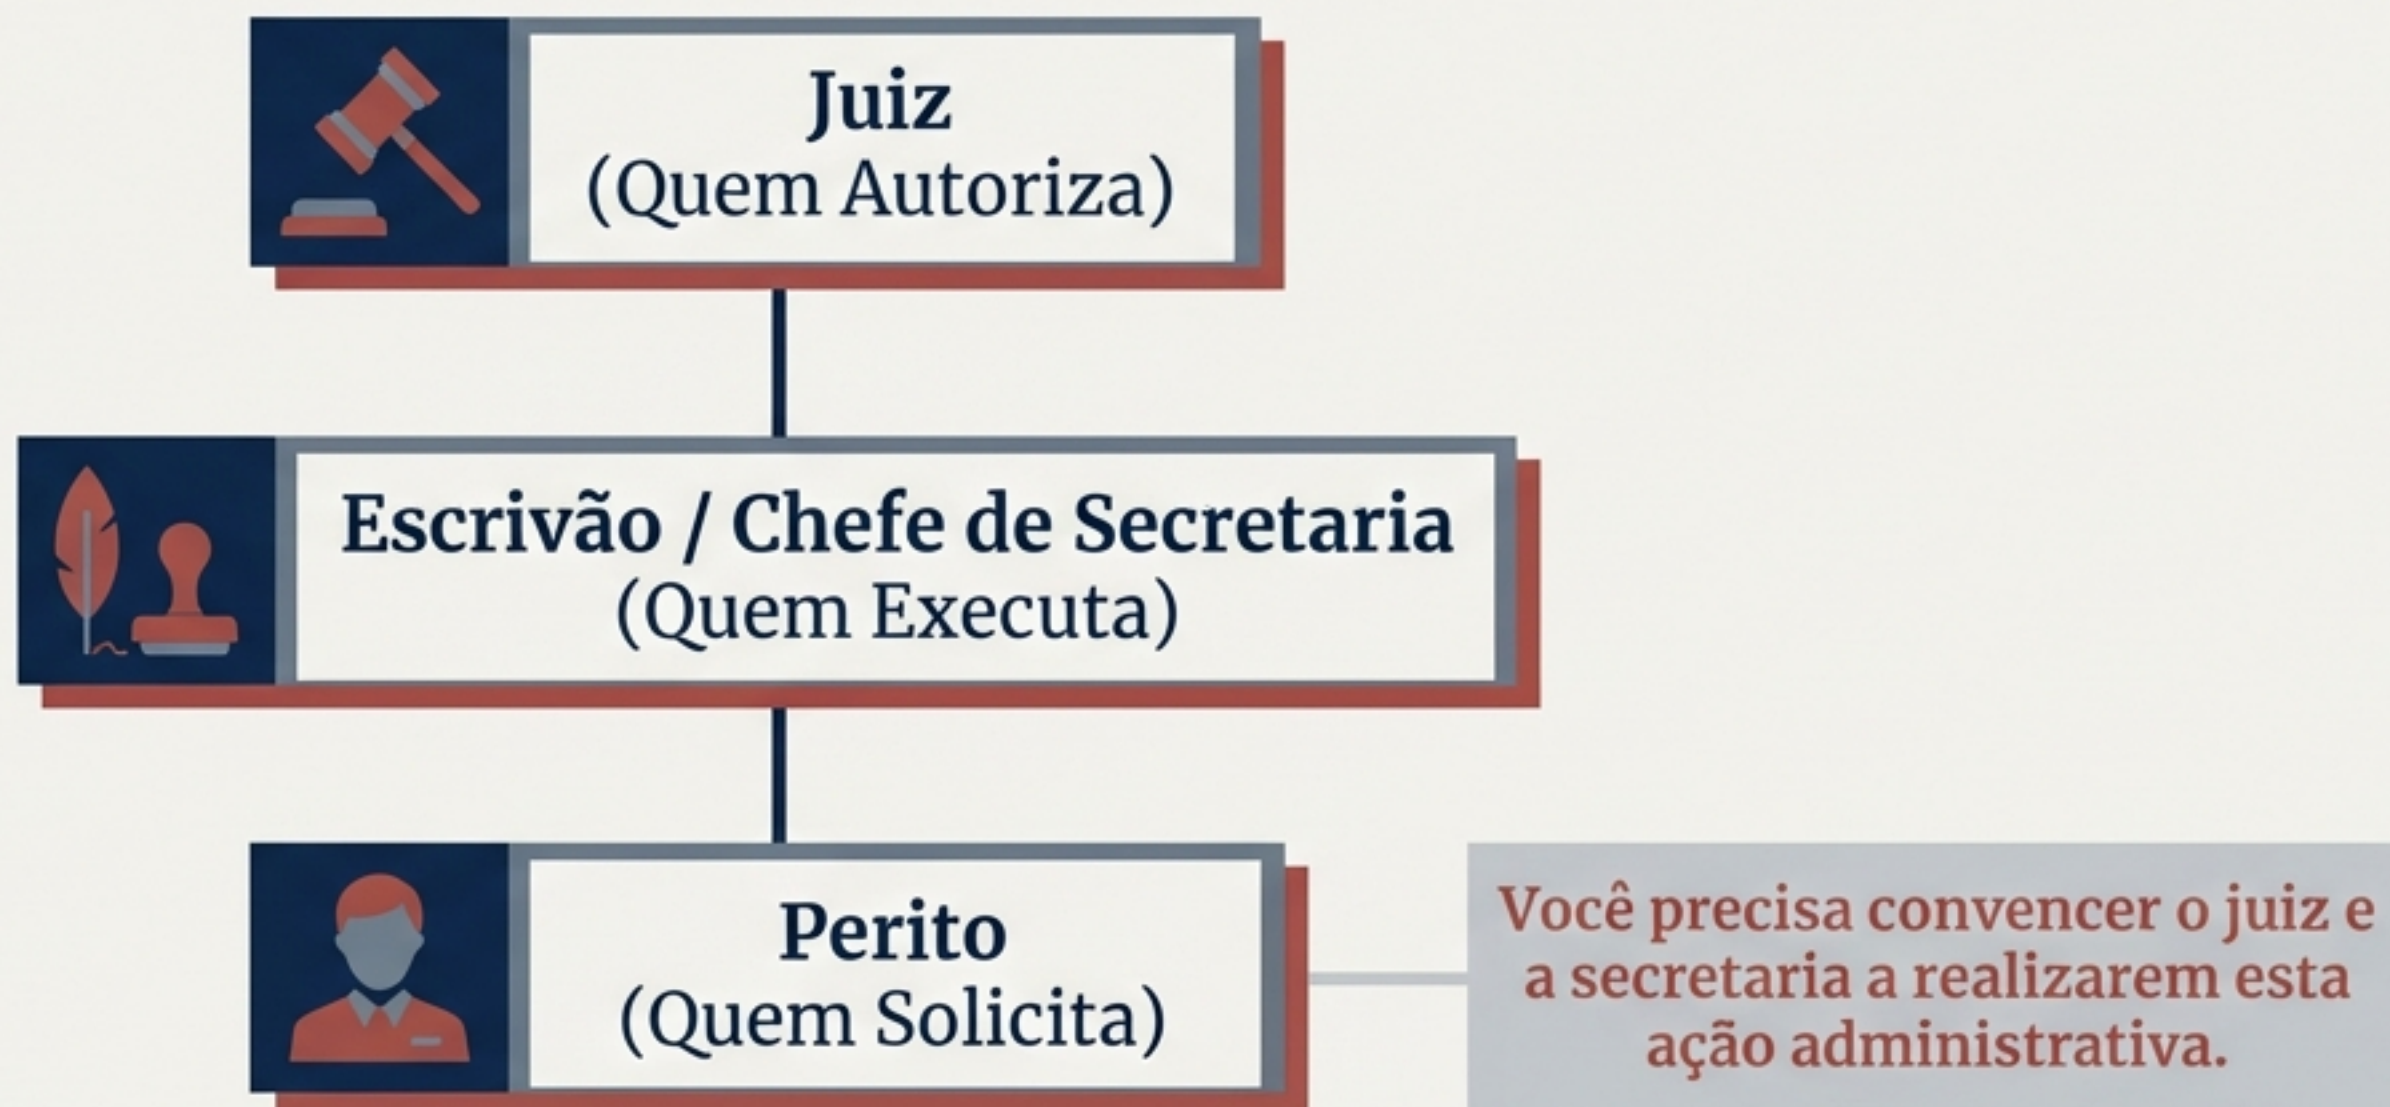 Juiz
(Quem Autoriza)
Escrivão / Chefe de Secretaria
(Quem Executa)
Perito
(Quem Solicita)
Você precisa convencer o juiz e
a secretaria a realizarem esta
ação administrativa.